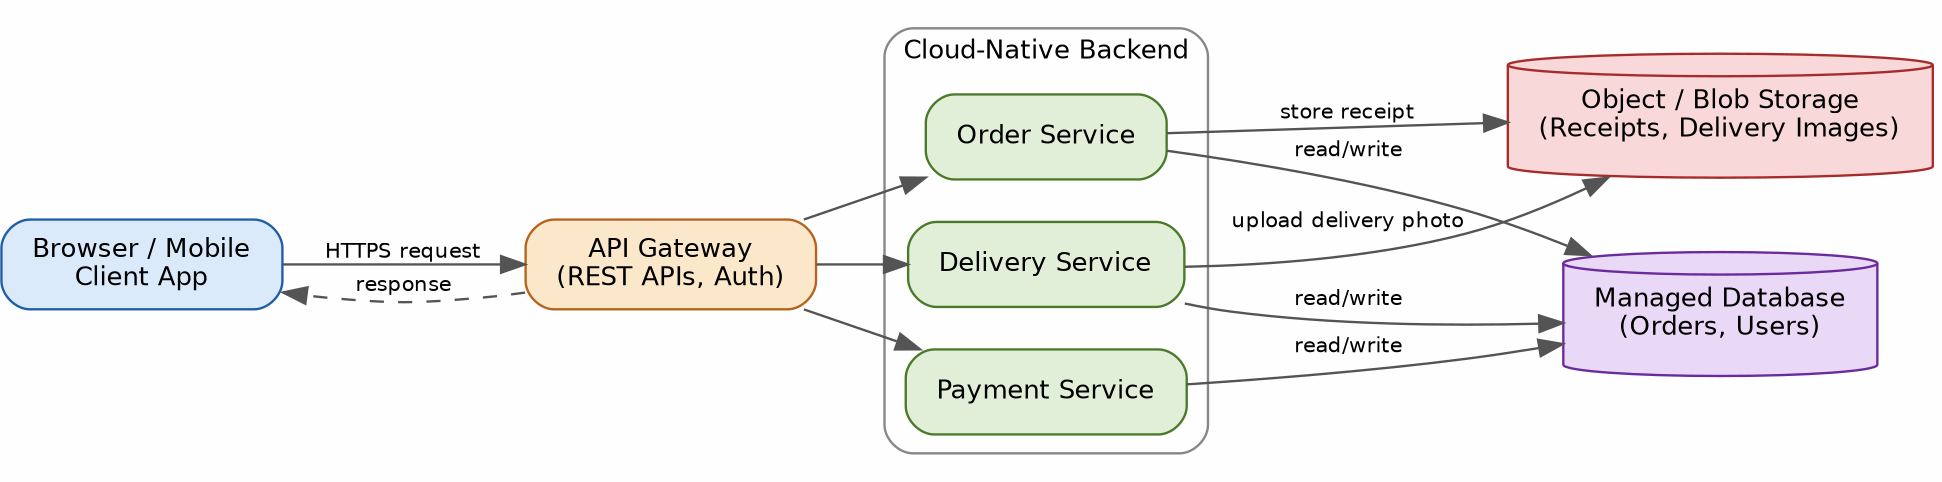 Browser / Mobile
Client App
HTTPS request
response
API Gateway
(REST APIs, Auth)
Cloud-Native Backend
Order Service
Delivery Service
Payment Service
store receipt
read/write
upload delivery photo
read/write
read/write
Object / Blob Storage
(Receipts, Delivery Images)
Managed Database
(Orders, Users)